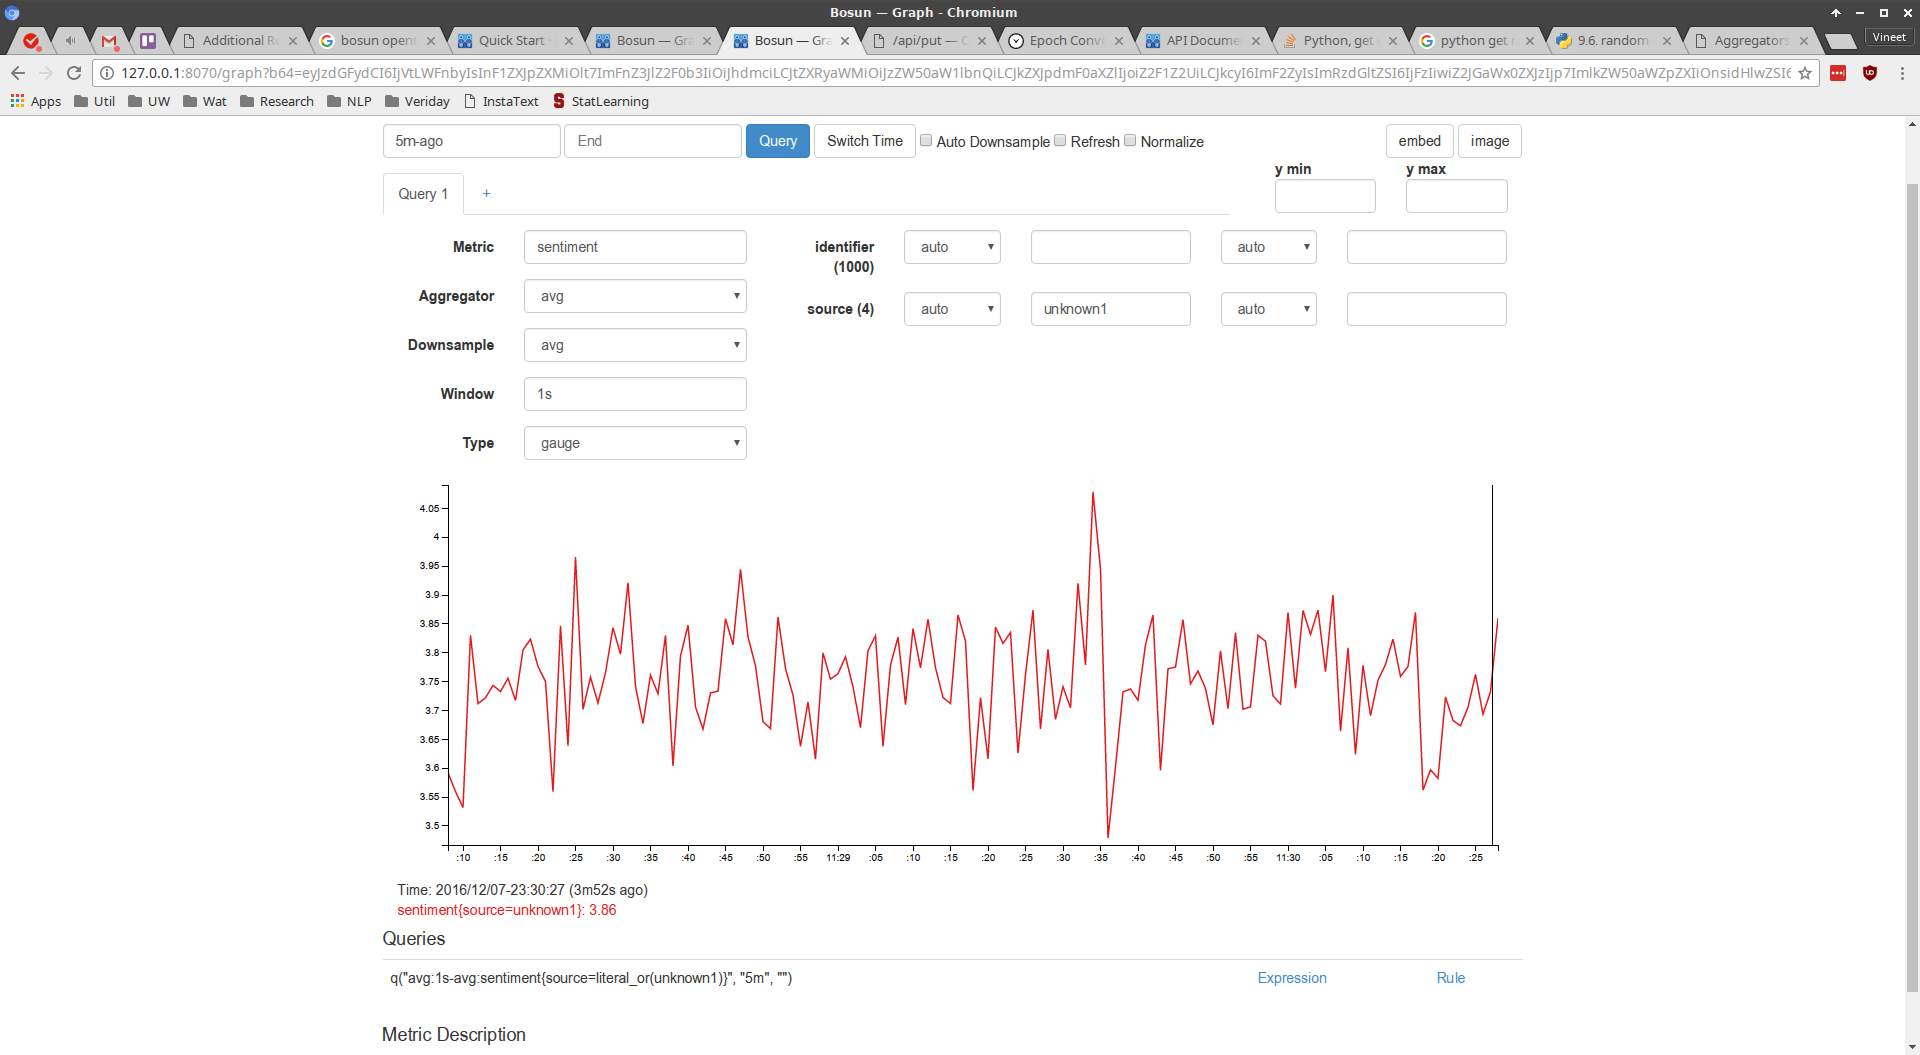 Bosun — Graph - Chromium
Additional Re
bosun opent
Quick Start ·
Bosun — Gra
Bosun — Gra
/api/put — O
Epoch Conve
API Docume
Python, get
python get r
9.6. random
Aggregators
Vineet
127.0.0.1:8070/graph?b64=
Apps Util UW Wat Research NLP Veriday InstaText StatLearning
5m-ago End Query Switch Time Auto Downsample Refresh Normalize embed image
y min y max
Query 1 +
Metric sentiment identifier (1000) auto auto
Aggregator avg source (4) auto unknown1 auto
Downsample avg
Window 1s
Type gauge
4.05
4
3.95
3.9
3.85
3.8
3.75
3.7
3.65
3.6
3.55
3.5
:10 :15 :20 :25 :30 :35 :40 :45 :50 :55 11:29 :05 :10 :15 :20 :25 :30 :35 :40 :45 :50 :55 11:30 :05 :10 :15 :20 :25
Time: 2016/12/07-23:30:27 (3m52s ago)
sentiment{source=unknown1}: 3.86
Queries
q("avg:1s-avg:sentiment{source=literal_or(unknown1)}", "5m", "") Expression Rule
Metric Description